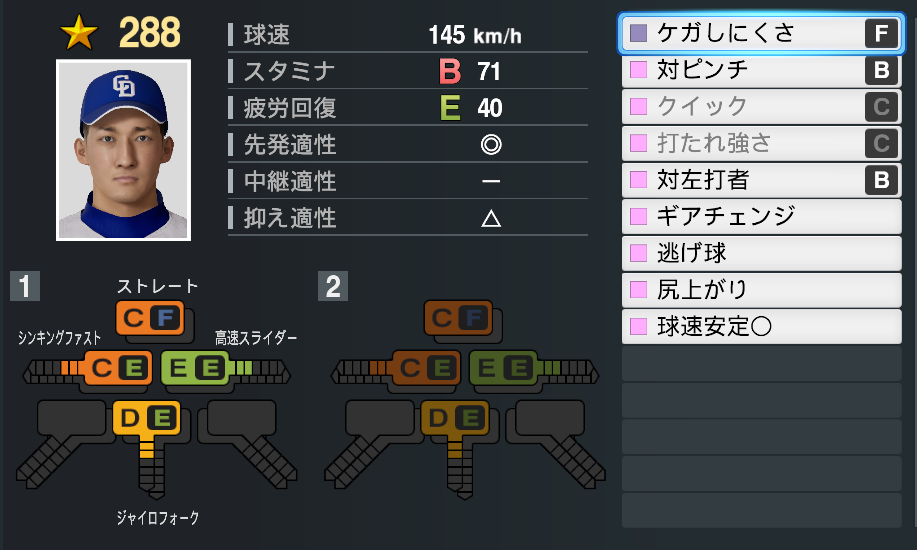 ★ 288
CD
球速 145 km/h
スタミナ B 71
疲労回復 E 40
先発適性 ◎
中継適性 －
抑え適性 △
ケガしにくさ F
対ピンチ B
クイック C
打たれ強さ C
対左打者 B
ギアチェンジ
逃げ球
尻上がり
球速安定〇
1
ストレート
C F
シンキングファスト
C E
高速スライダー
E E
D E
ジャイロフォーク
2
C F
C E
E E
D E